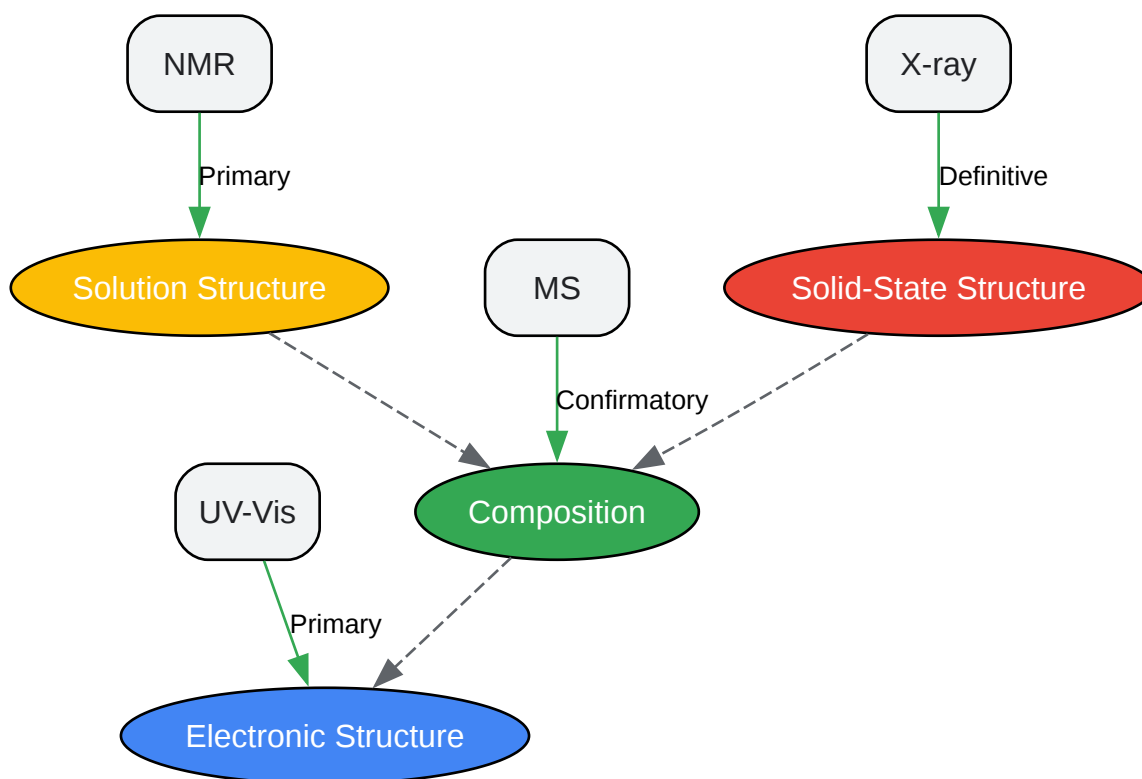 NMR
X-ray
Primary
Definitive
Solution Structure
MS
Solid-State Structure
Confirmatory
UV-Vis
Composition
Primary
Electronic Structure